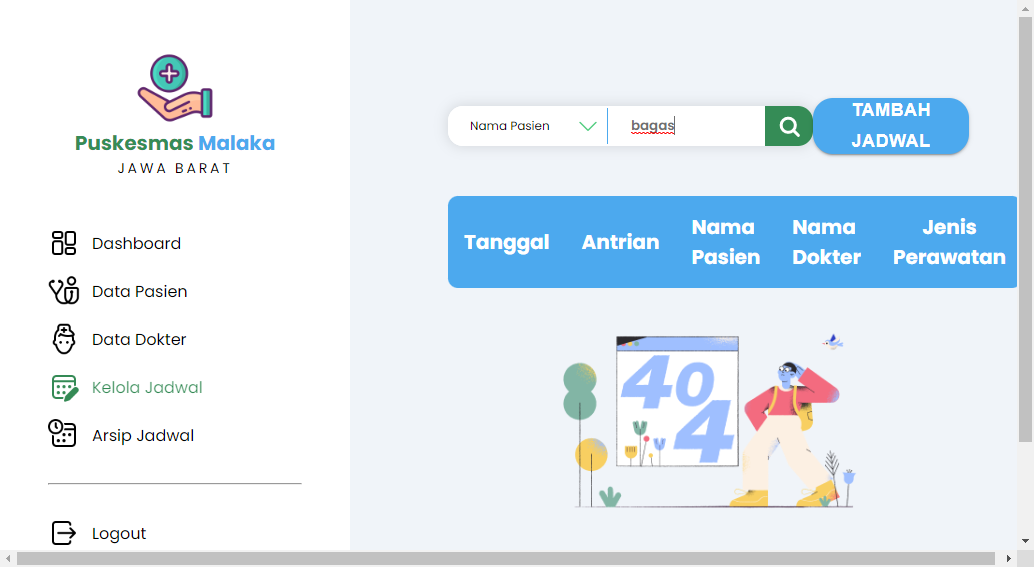 Puskesmas Malaka
JAWA BARAT
Dashboard
Data Pasien
Data Dokter
Kelola Jadwal
Arsip Jadwal
Logout
Nama Pasien
bagas
TAMBAH
JADWAL
Tanggal
Antrian
Nama
Pasien
Nama
Dokter
Jenis
Perawatan
404